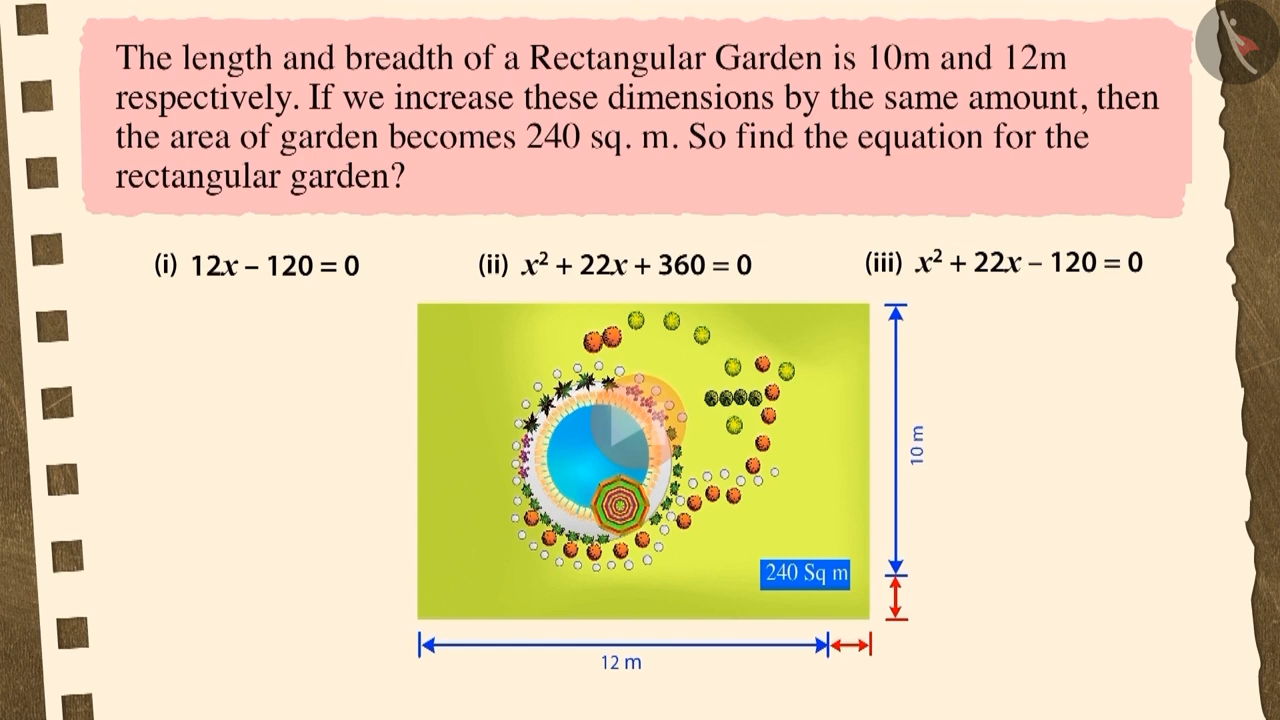 The length and breadth of a Rectangular Garden is 10m and 12m
respectively. If we increase these dimensions by the same amount, then
the area of garden becomes 240 sq. m. So find the equation for the
rectangular garden?
(i) 12x – 120 = 0
(ii) x² + 22x + 360 = 0
(iii) x² + 22x – 120 = 0
10 m
240 Sq m
12 m